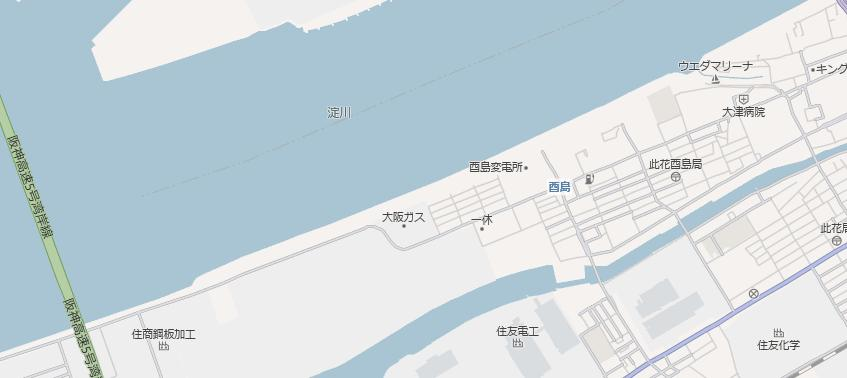 ウエダマリーナ
キング
大津病院
淀川
阪神高速5号湾岸線
酉島変電所
此花酉島局
酉島
大阪ガス
一休
此花局
阪神高速5号湾
住商鋼板加工
住友電工
住友化学